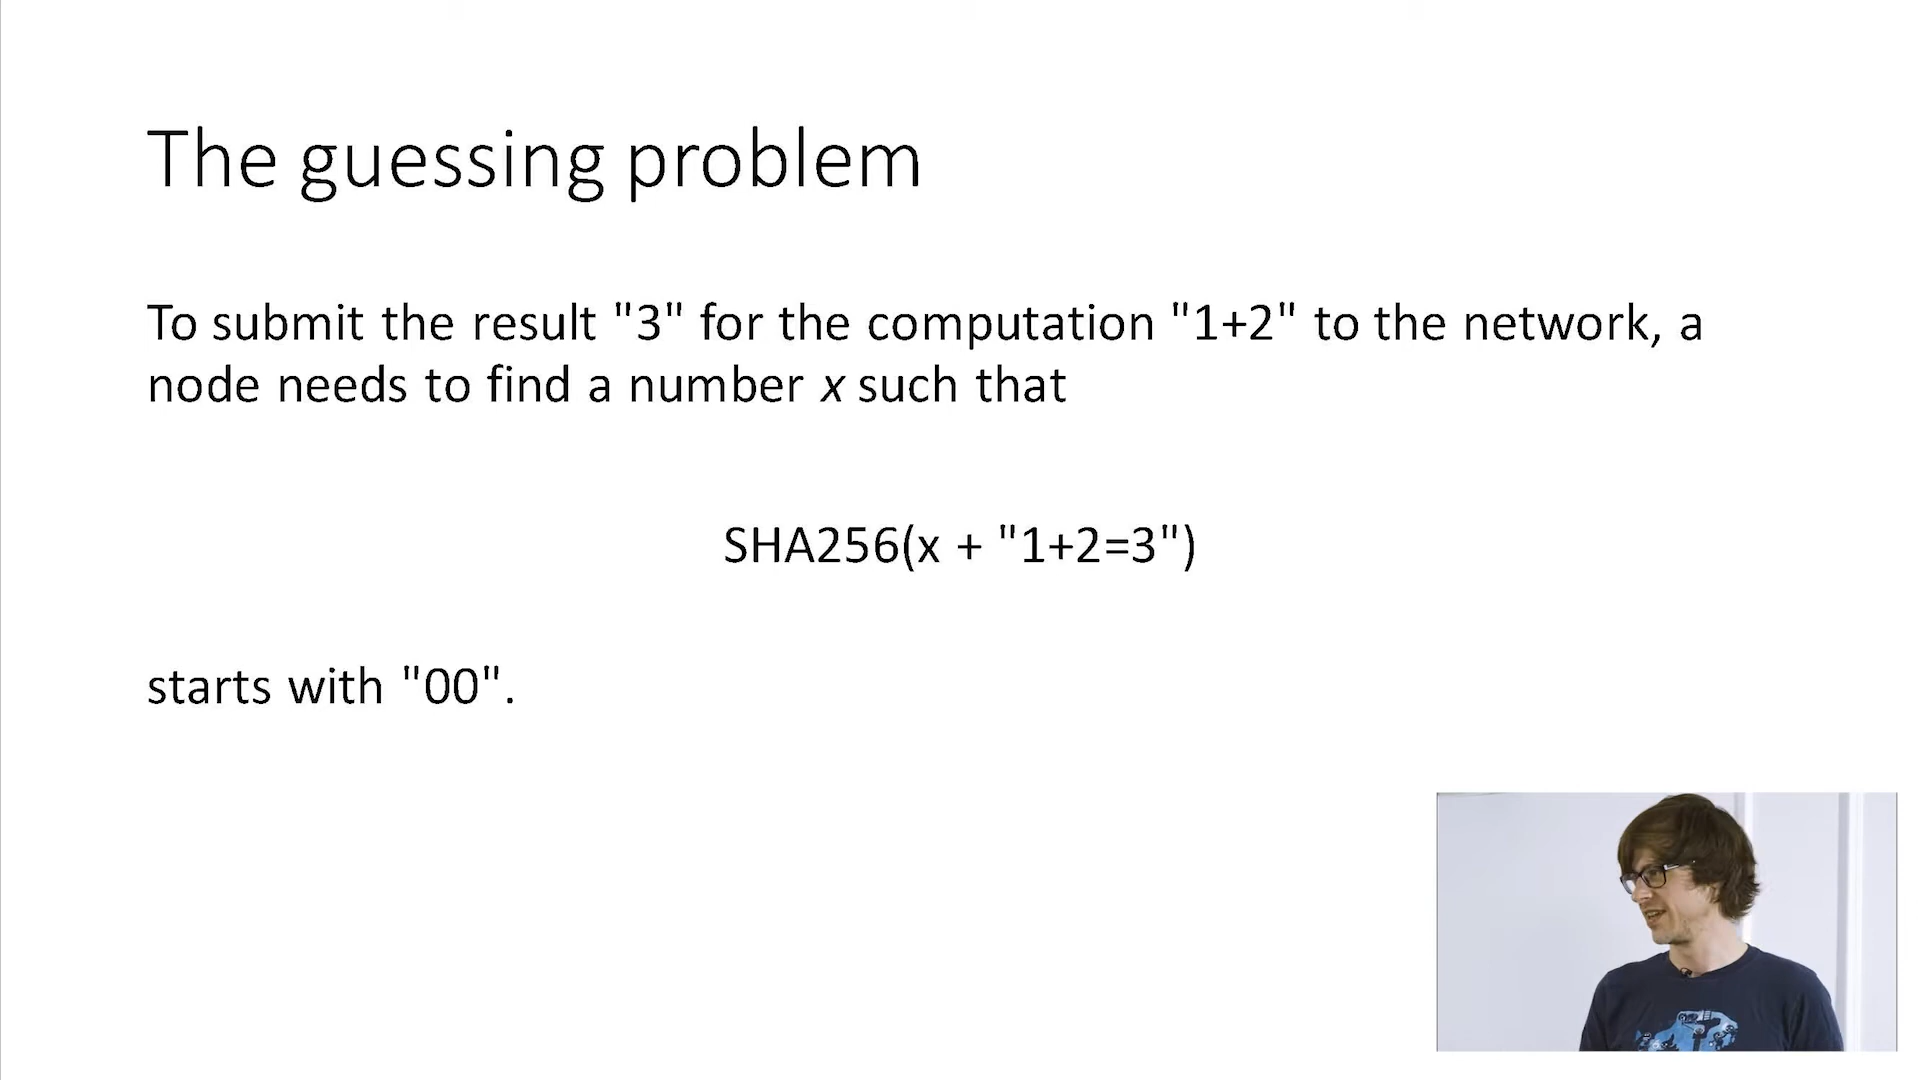 The guessing problem
To submit the result "3" for the computation "1+2" to the network, a
node needs to find a number x such that
SHA256(x + "1+2=3")
starts with "00".